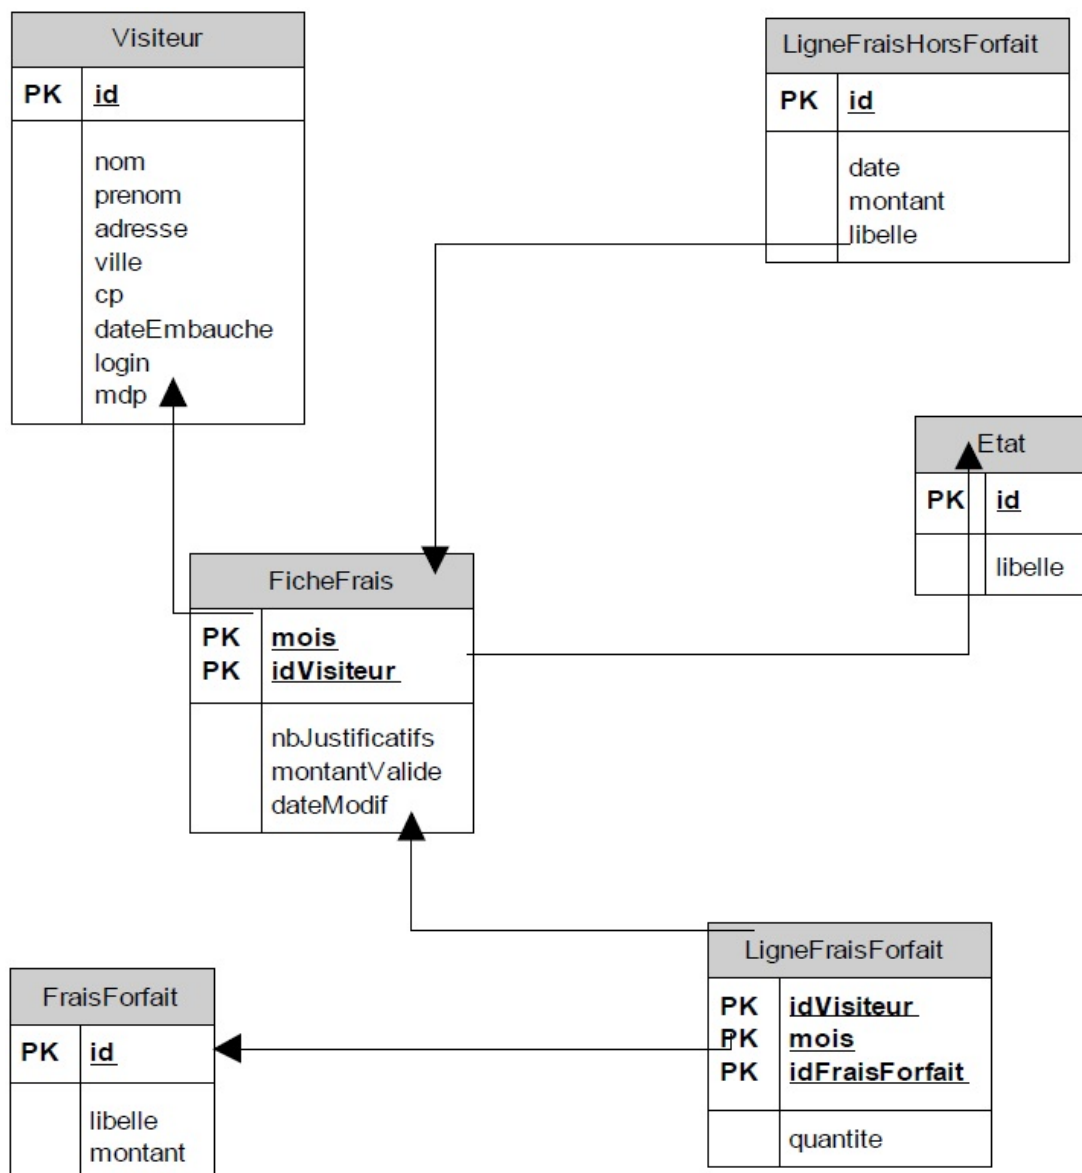 Visiteur
PK id
nom
prenom
adresse
ville
cp
dateEmbauche
login
mdp
LigneFraisHorsForfait
PK id
date
montant
libelle
Etat
PK id
libelle
FicheFrais
PK mois
PK idVisiteur
nbJustificatifs
montantValide
dateModif
LigneFraisForfait
PK idVisiteur
PK mois
PK idFraisForfait
quantite
FraisForfait
PK id
libelle
montant